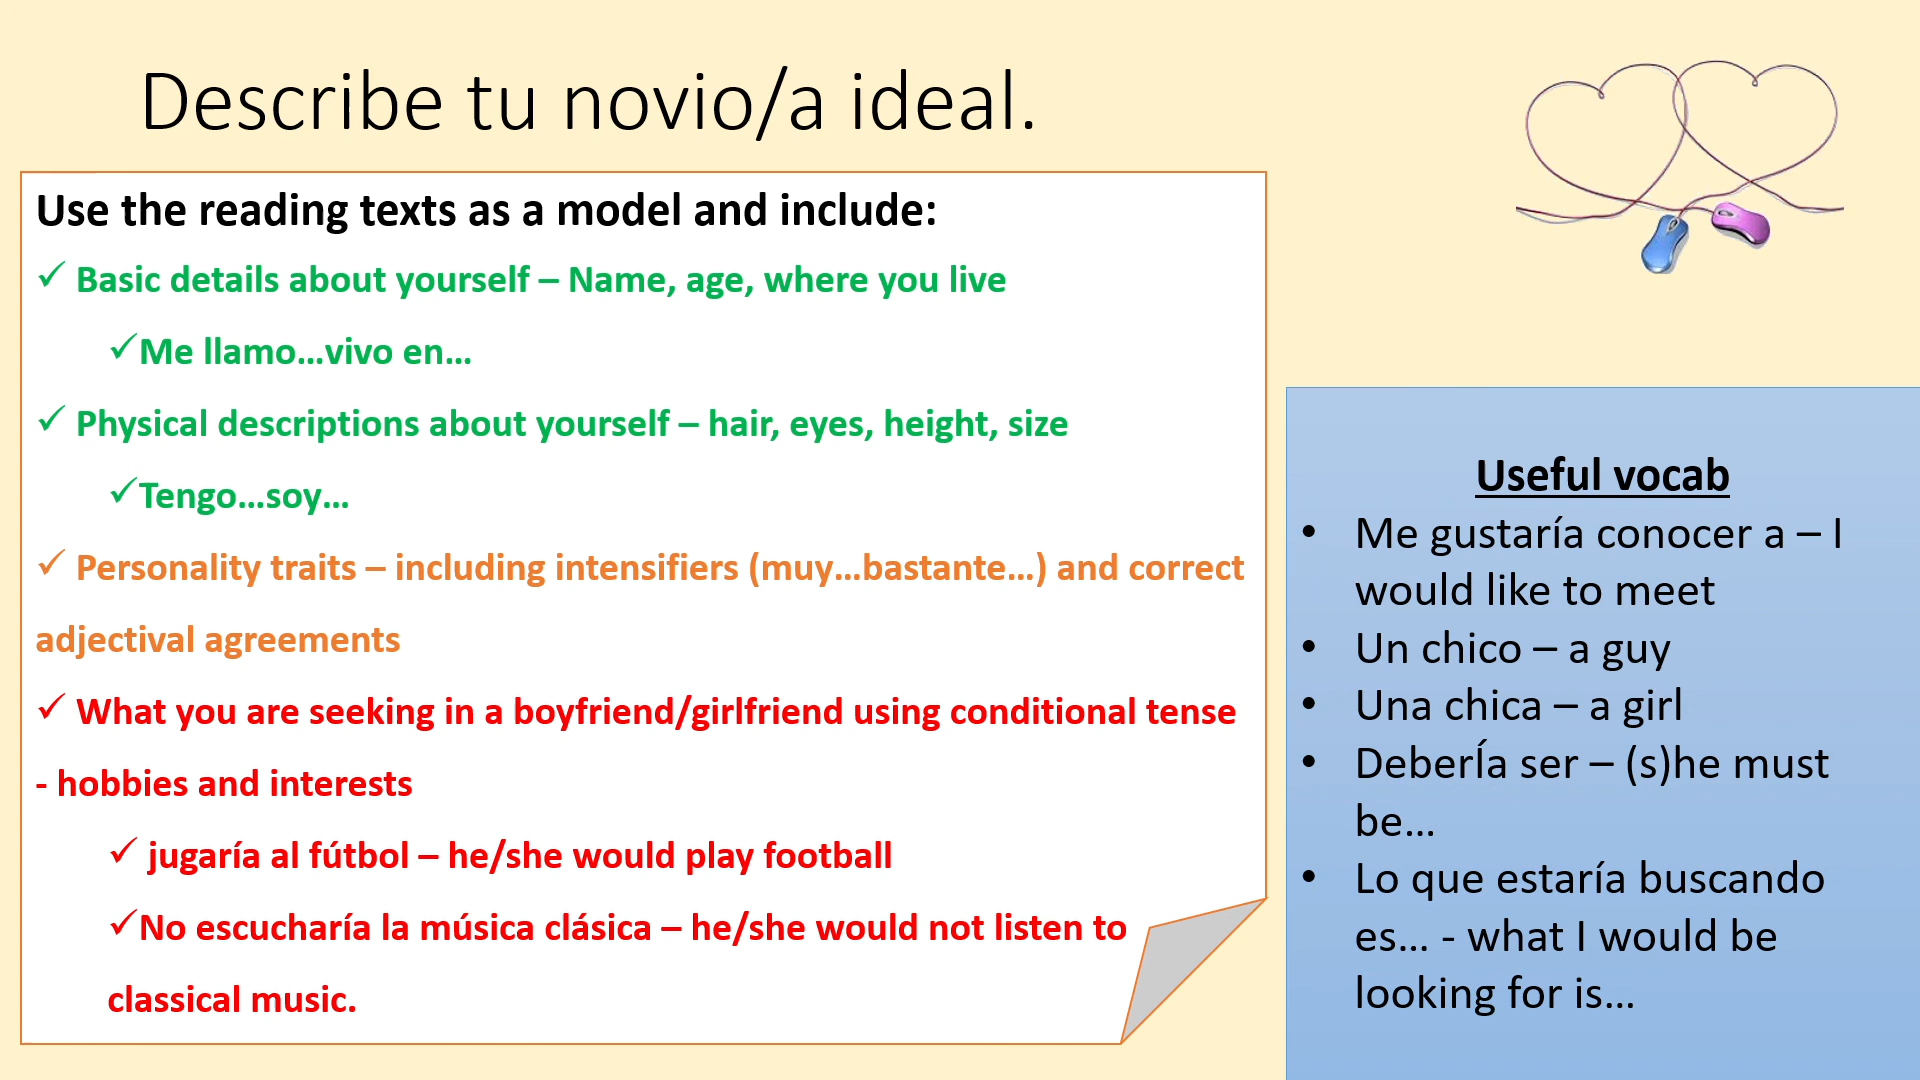 Describe tu novio/a ideal.
Use the reading texts as a model and include:
✓ Basic details about yourself – Name, age, where you live
✓Me llamo...vivo en...
✓ Physical descriptions about yourself – hair, eyes, height, size
✓Tengo...soy...
✓ Personality traits – including intensifiers (muy...bastante...) and correct
adjectival agreements
✓ What you are seeking in a boyfriend/girlfriend using conditional tense
- hobbies and interests
✓ jugaría al fútbol – he/she would play football
✓No escucharía la música clásica – he/she would not listen to
classical music.
Useful vocab
• Me gustaría conocer a – I
would like to meet
• Un chico – a guy
• Una chica – a girl
• DeberÍa ser – (s)he must
be...
• Lo que estaría buscando
es... - what I would be
looking for is...